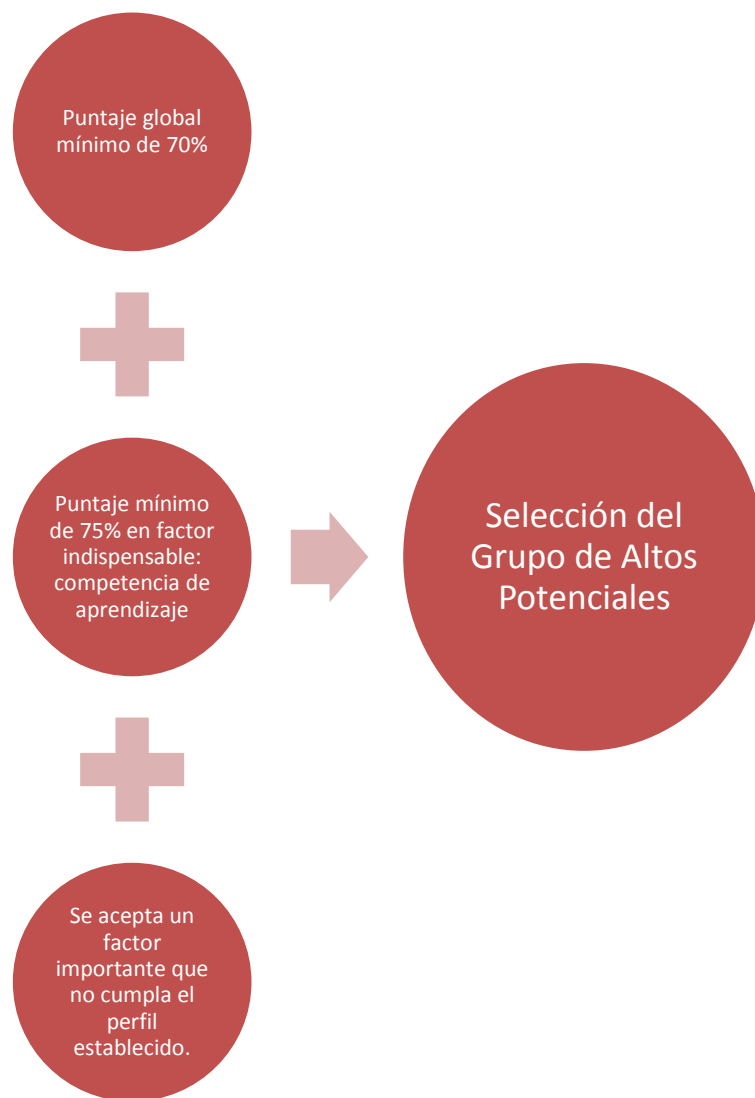 Puntaje global
mínimo de 70%
Puntaje mínimo
de 75% en factor
indispensable:
competencia de
aprendizaje
Selección del
Grupo de Altos
Potenciales
Se acepta un
factor
importante que
no cumpla el
perfil
establecido.